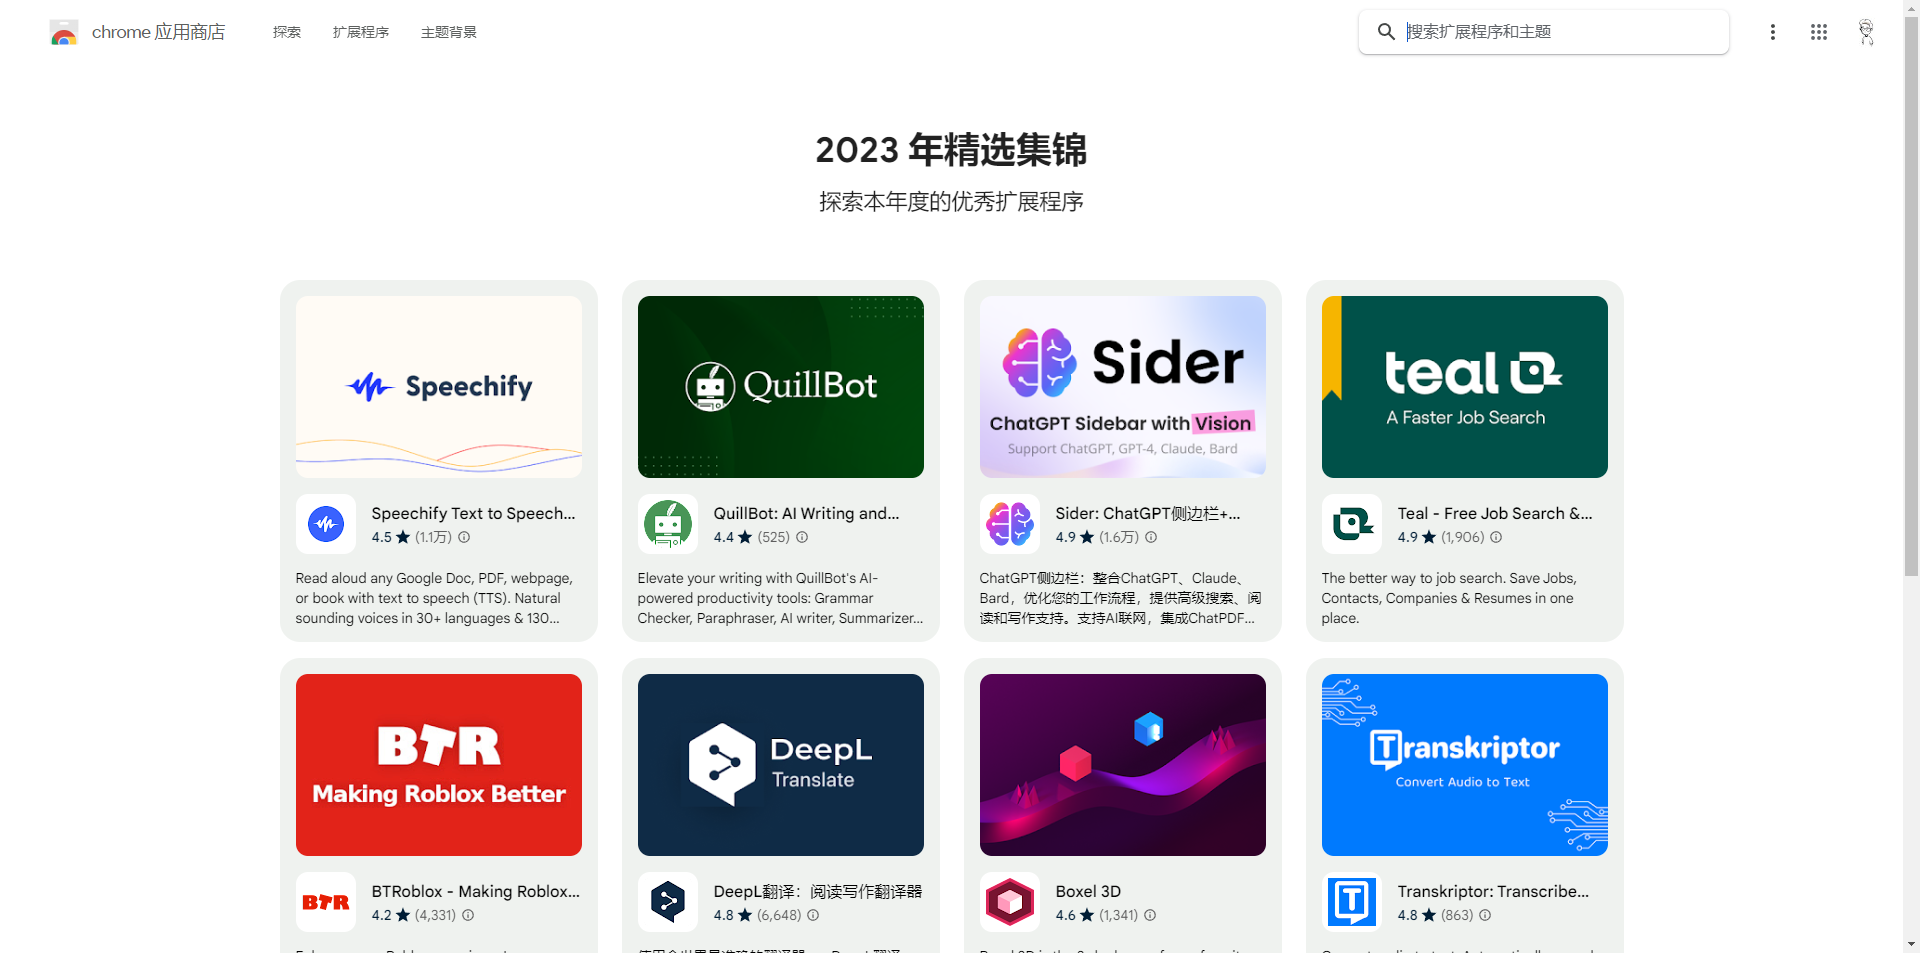 chrome 应用商店
探索
扩展程序
主题背景
搜索扩展程序和主题
2023 年精选集锦
探索本年度的优秀扩展程序
Speechify
Speechify Text to Speech...
4.5 ★ (1.1万)
Read aloud any Google Doc, PDF, webpage,
or book with text to speech (TTS). Natural
sounding voices in 30+ languages & 130...
QuillBot
QuillBot: AI Writing and...
4.4 ★ (525)
Elevate your writing with QuillBot's AI-
powered productivity tools: Grammar
Checker, Paraphraser, AI writer, Summarizer...
Sider
ChatGPT Sidebar with Vision
Support ChatGPT, GPT-4, Claude, Bard
Sider: ChatGPT侧边栏+...
4.9 ★ (1.6万)
ChatGPT侧边栏：整合ChatGPT、Claude、
Bard，优化您的工作流程，提供高级搜索、阅
读和写作支持。支持AI联网，集成ChatPDF...
teal
A Faster Job Search
Teal - Free Job Search &...
4.9 ★ (1,906)
The better way to job search. Save Jobs,
Contacts, Companies & Resumes in one
place.
BTR
Making Roblox Better
BTR
BTRoblox - Making Roblox...
4.2 ★ (4,331)
DeepL
Translate
DeepL翻译：阅读写作翻译器
4.8 ★ (6,648)
Boxel 3D
4.6 ★ (1,341)
Transkriptor
Convert Audio to Text
Transkriptor: Transcribe...
4.8 ★ (863)